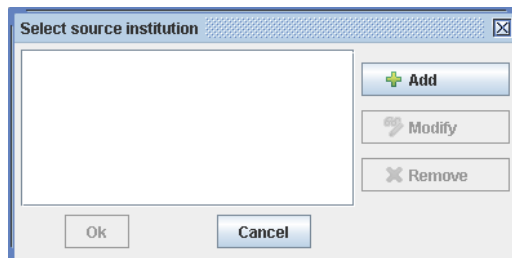 Select source institution
Add
Modify
Remove
Ok
Cancel